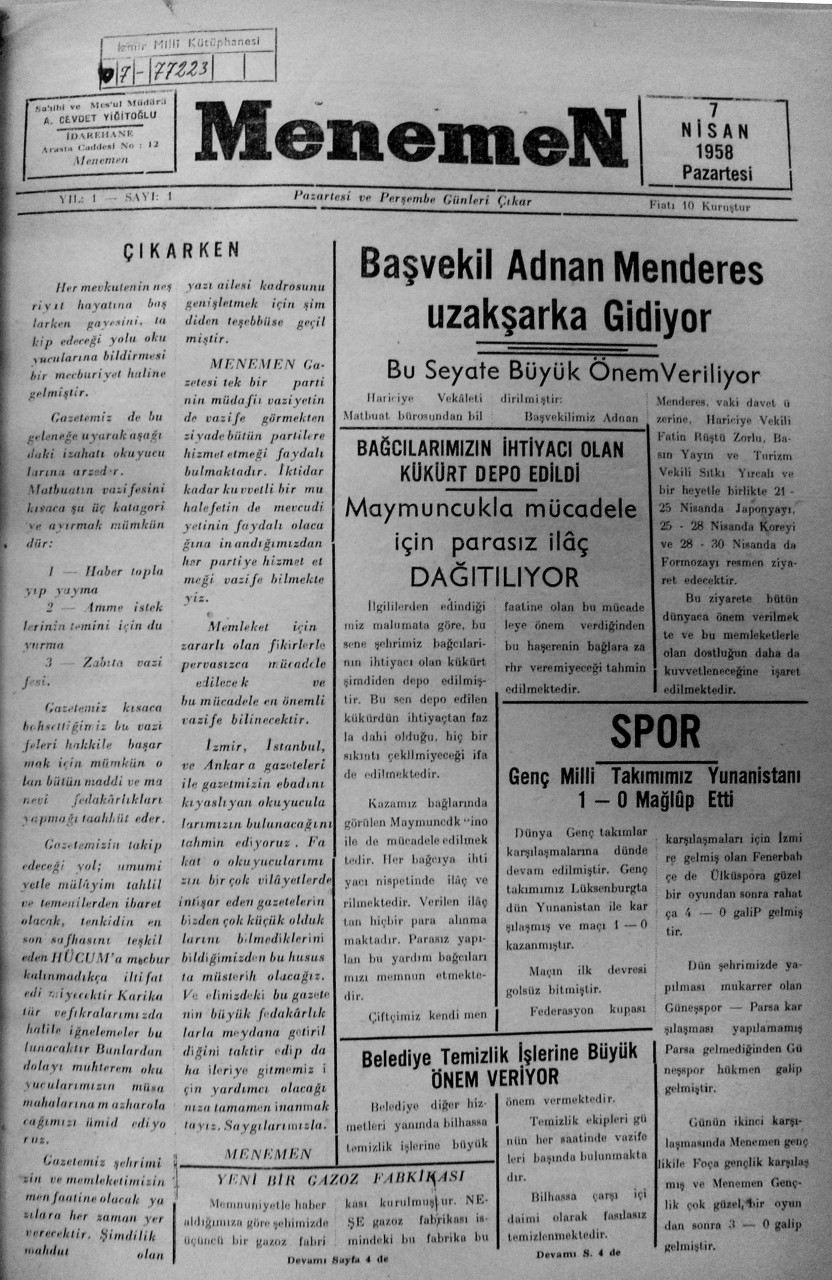 İzmir Milli Kütüphanesi
7 - 77223
Sahibi ve Mes'ul Müdürü
A. CEVDET YİĞİTOĞLU
İDAREHANE
Arasta Caddesi No : 12
Menemen
MenemeN
7
NİSAN
1958
Pazartesi
YIL: 1 — SAYI: 1
Pazartesi ve Perşembe Günleri Çıkar
Fiatı 10 Kuruştur
ÇIKARKEN
Her mevkutenin neş
riyıt hayatına baş
larken gayesini, ta
kip edeceği yolu oku
yucularına bildirmesi
bir mecburiyet haline
gelmiştir.
Gazetemiz de bu
geleneğe uyarak aşağı
daki izahatı okuyucu
larına arzeder.
Matbuatın vazifesini
kısaca şu üç katagori
ye ayırmak mümkün
dür:
1 — Haber topla
yıp yayma
2 — Amme istek
lerinin temini için du
yurma
3 — Zabıta vazi
fesi.
Gazetemiz kısaca
bahsettiğimiz bu vazi
feleri hakkile başar
mak için mümkün o
lan bütün maddi ve ma
nevi fedakârlıkları
yapmağı taahhüt eder.
Gazetemizin takip
edeceği yol; umumi
yetle mülâyim tahlil
ve temenilerden ibaret
olacak, tenkidin en
son safhasını teşkil
eden HÜCUM'a mecbur
kalınmadıkça iltifat
edilmiyecektir Karika
tür ve fıkralarımızda
halile iğnelemeler bu
lunacaktır Bunlardan
dolayı muhterem oku
yucularımızın müsa
mahalarına mazharola
cağımızı ümid ediyo
ruz.
Gazetemiz şehrimi
zin ve memleketimizin
menfaatine olacak ya
zılara her zaman yer
verecektir. Şimdilik
mahdut olan
yazı ailesi kadrosunu
genişletmek için şim
diden teşebbüse geçil
miştir.
MENEMEN Ga-
zetesi tek bir parti
nin müdafii vaziyetin
de vazife görmekten
ziyade bütün partilere
hizmet etmeği faydalı
bulmaktadır. İktidar
kadar kuvvetli bir mu
halefetin de mevcudi
yetinin faydalı olaca
ğına inandığımızdan
her partiye hizmet et
meği vazife bilmekte
yiz.
Memleket için
zararlı olan fikirlerle
pervasızca mücadele
edilecek ve
bu mücadele en önemli
vazife bilinecektir.
İzmir, İstanbul,
ve Ankara gazeteleri
ile gazetmizin ebadını
kıyaslıyan okuyucula
larımızın bulunacağını
tahmin ediyoruz. Fa
kat o okuyucularımı
zın bir çok vilâyetlerde
intişar eden gazetelerin
bizden çok küçük olduk
larını bilmediklerini
bildiğimizden bu husus
ta müsterih olacağız.
Ve elinizdeki bu gazete
nin büyük fedakârlık
larla meydana getiril
diğini taktir edip da
ha ileriye gitmemiz i
çin yardımcı olacağı
nıza tamamen inanmak
tayız. Saygılarımızla.
MENEMEN
Başvekil Adnan Menderes
uzakşarka Gidiyor
Bu Seyate Büyük Önem Veriliyor
Hariciye Vekâleti
Matbuat bürosundan bil
dirilmiştir:
Başvekilimiz Adnan
Menderes, vaki davet ü
zerine, Hariciye Vekili
Fatin Rüştü Zorlu, Ba-
sın Yayın ve Turizm
Vekili Sıtkı Yırcalı ve
bir heyetle birlikte 21 -
25 Nisanda Japonyayı,
25 - 28 Nisanda Koreyi
ve 28 - 30 Nisanda da
Formozayı resmen ziya-
ret edecektir.
Bu ziyarete bütün
dünyaca önem verilmek
te ve bu memleketlerle
olan dostluğun daha da
kuvvetleneceğine işaret
edilmektedir.
BAĞCILARIMIZIN İHTİYACI OLAN
KÜKÜRT DEPO EDİLDİ
Maymuncukla mücadele
için parasız ilâç
DAĞITILIYOR
İlgililerden edindiği
miz malumata göre, bu
sene şehrimiz bağcıları-
nın ihtiyacı olan kükürt
şimdiden depo edilmiş-
tir. Bu sen depo edilen
kükürdün ihtiyaçtan faz
la dahi olduğu, hiç bir
sıkıntı çekilmiyeceği ifa
de edilmektedir.
Kazamız bağlarında
görülen Maymuncuk “ino
ile de mücadele edilmek
tedir. Her bağcıya ihti
yacı nispetinde ilâç ve
rilmektedir. Verilen ilâç
tan hiçbir para alınma
maktadır. Parasız yapı-
lan bu yardım bağcıları
mızı memnun etmekte-
dir.
Çiftçimiz kendi men
faatine olan bu mücade
leye önem verdiğinden
bu haşerenin bağlara za
rar veremiyeceği tahmin
edilmektedir.
SPOR
Genç Milli Takımımız Yunanistanı
1 — 0 Mağlûp Etti
Dünya Genç takımlar
karşılaşmalarına dünde
devam edilmiştir. Genç
takımımız Lüksenburgta
dün Yunanistan ile kar
şılaşmış ve maçı 1 — 0
kazanmıştır.
Maçın ilk devresi
golsüz bitmiştir.
Federasyon kupası
karşılaşmaları için İzmi
re gelmiş olan Fenerbah
çe de Ülküspora güzel
bir oyundan sonra rahat
ça 4 — 0 galiP gelmiş
tir.
Dün şehrimizde ya-
pılması mukarrer olan
Güneşspor — Parsa kar
şılaşması yapılamamış
Parsa gelmediğinden Gü
neşspor hükmen galip
gelmiştir.
Günün ikinci karşı-
laşmasında Menemen genç
likile Foça gençlik karşılaş
mış ve Menemen Genç-
lik çok güzel bir oyun
dan sonra 3 — 0 galip
gelmiştir.
Belediye Temizlik İşlerine Büyük
ÖNEM VERİYOR
Belediye diğer hiz-
metleri yanında bilhassa
temizlik işlerine büyük
önem vermektedir.
Temizlik ekipleri gü
nün her saatinde vazife
leri başında bulunmakta
dır.
Bilhassa çarşı içi
daimi olarak fasılasız
temizlenmektedir.
Devamı S. 4 de
YENİ BİR GAZOZ FABRİKASI
Memnuniyetle haber
aldığımıza göre şehimizde
üçüncü bir gazoz fabri
kası kurulmuştur. NE-
ŞE gazoz fabrikası is-
mindeki bu fabrika bu
Devamı Sayfa 4 de